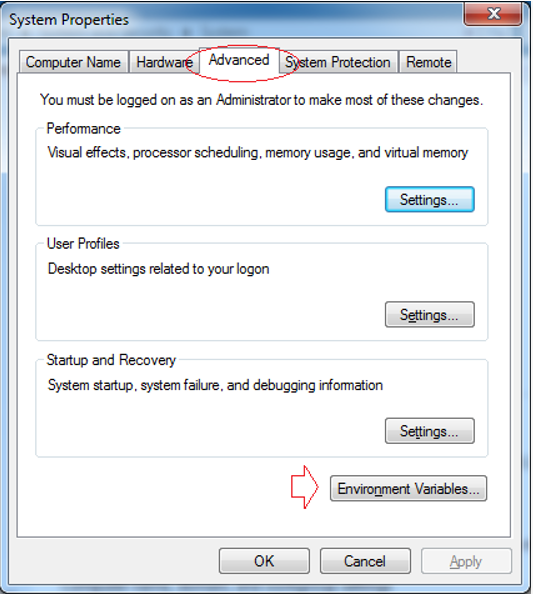 System Properties
Computer Name Hardware Advanced System Protection Remote
You must be logged on as an Administrator to make most of these changes.
Performance
Visual effects, processor scheduling, memory usage, and virtual memory
Settings...
User Profiles
Desktop settings related to your logon
Settings...
Startup and Recovery
System startup, system failure, and debugging information
Settings...
Environment Variables...
OK Cancel Apply